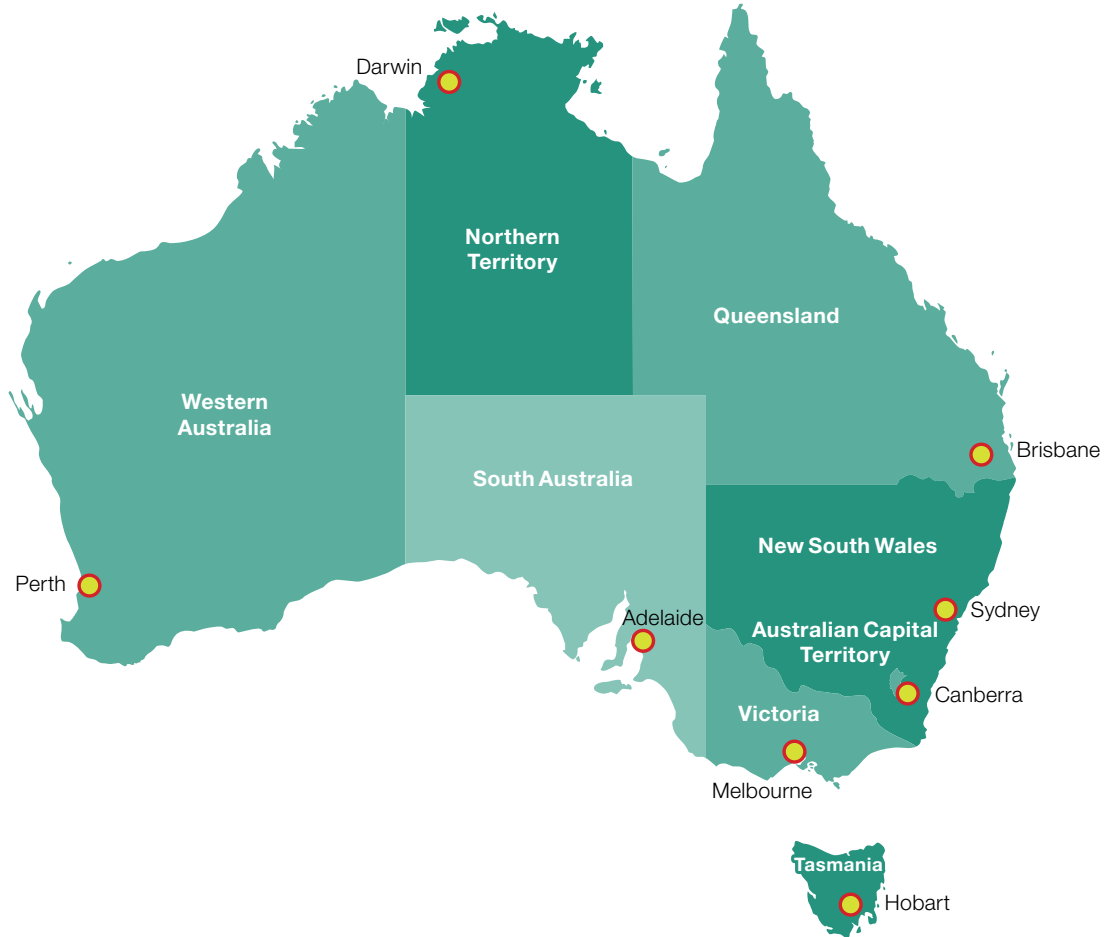 Darwin
Northern
Territory
Queensland
Western
Australia
Brisbane
South Australia
New South Wales
Perth
Sydney
Adelaide
Australian Capital
Territory
Canberra
Victoria
Melbourne
Tasmania
Hobart